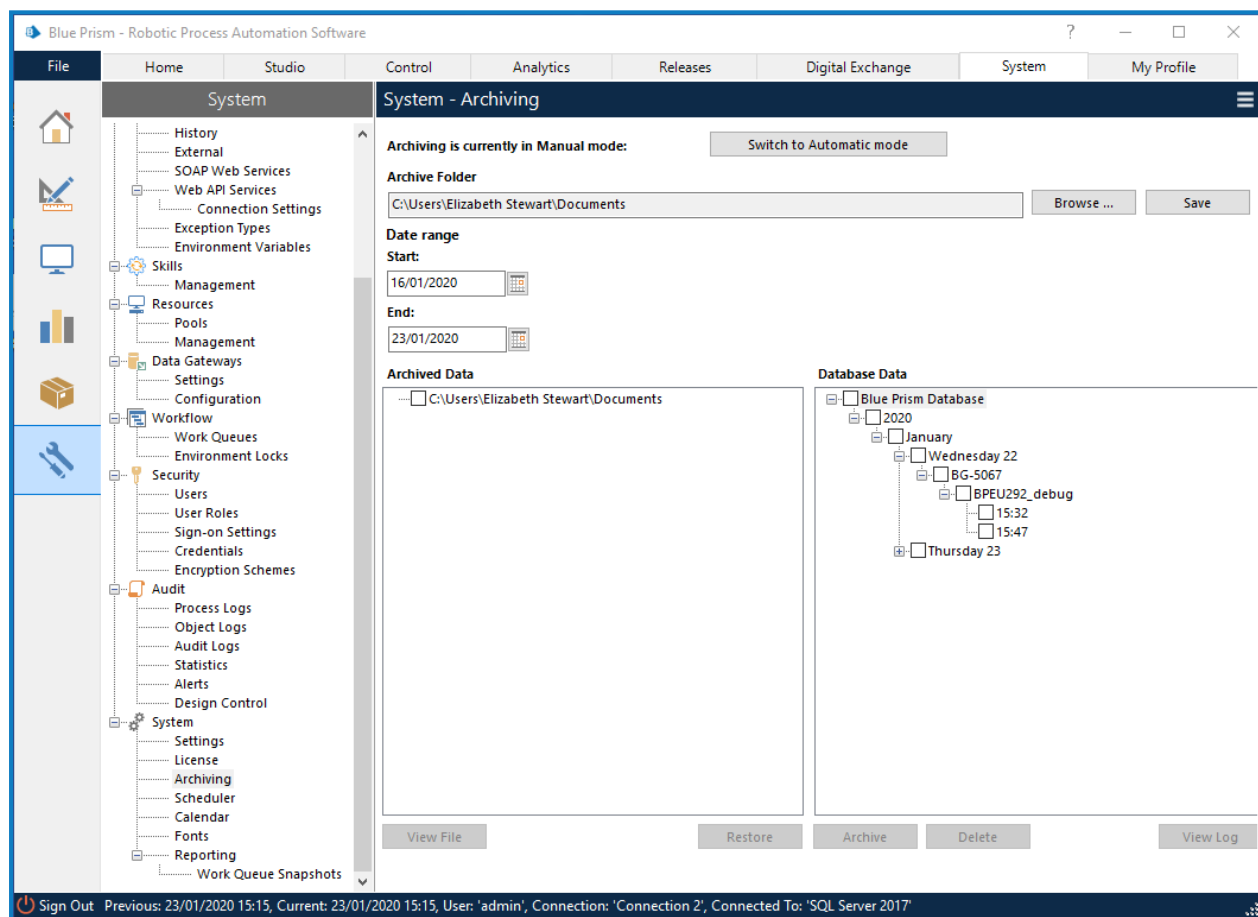 Blue Prism - Robotic Process Automation Software
?
File Home Studio Control Analytics Releases Digital Exchange System My Profile
System
History
External
SOAP Web Services
Web API Services
Connection Settings
Exception Types
Environment Variables
Skills
Management
Resources
Pools
Management
Data Gateways
Settings
Configuration
Workflow
Work Queues
Environment Locks
Security
Users
User Roles
Sign-on Settings
Credentials
Encryption Schemes
Audit
Process Logs
Object Logs
Audit Logs
Statistics
Alerts
Design Control
System
Settings
License
Archiving
Scheduler
Calendar
Fonts
Reporting
Work Queue Snapshots
System - Archiving
Archiving is currently in Manual mode: Switch to Automatic mode
Archive Folder
C:\Users\Elizabeth Stewart\Documents Browse ... Save
Date range
Start:
16/01/2020
End:
23/01/2020
Archived Data
C:\Users\Elizabeth Stewart\Documents
Database Data
Blue Prism Database
2020
January
Wednesday 22
BG-5067
BPEU292_debug
15:32
15:47
Thursday 23
View File Restore Archive Delete View Log
Sign Out Previous: 23/01/2020 15:15, Current: 23/01/2020 15:15, User: 'admin', Connection: 'Connection 2', Connected To: 'SQL Server 2017'